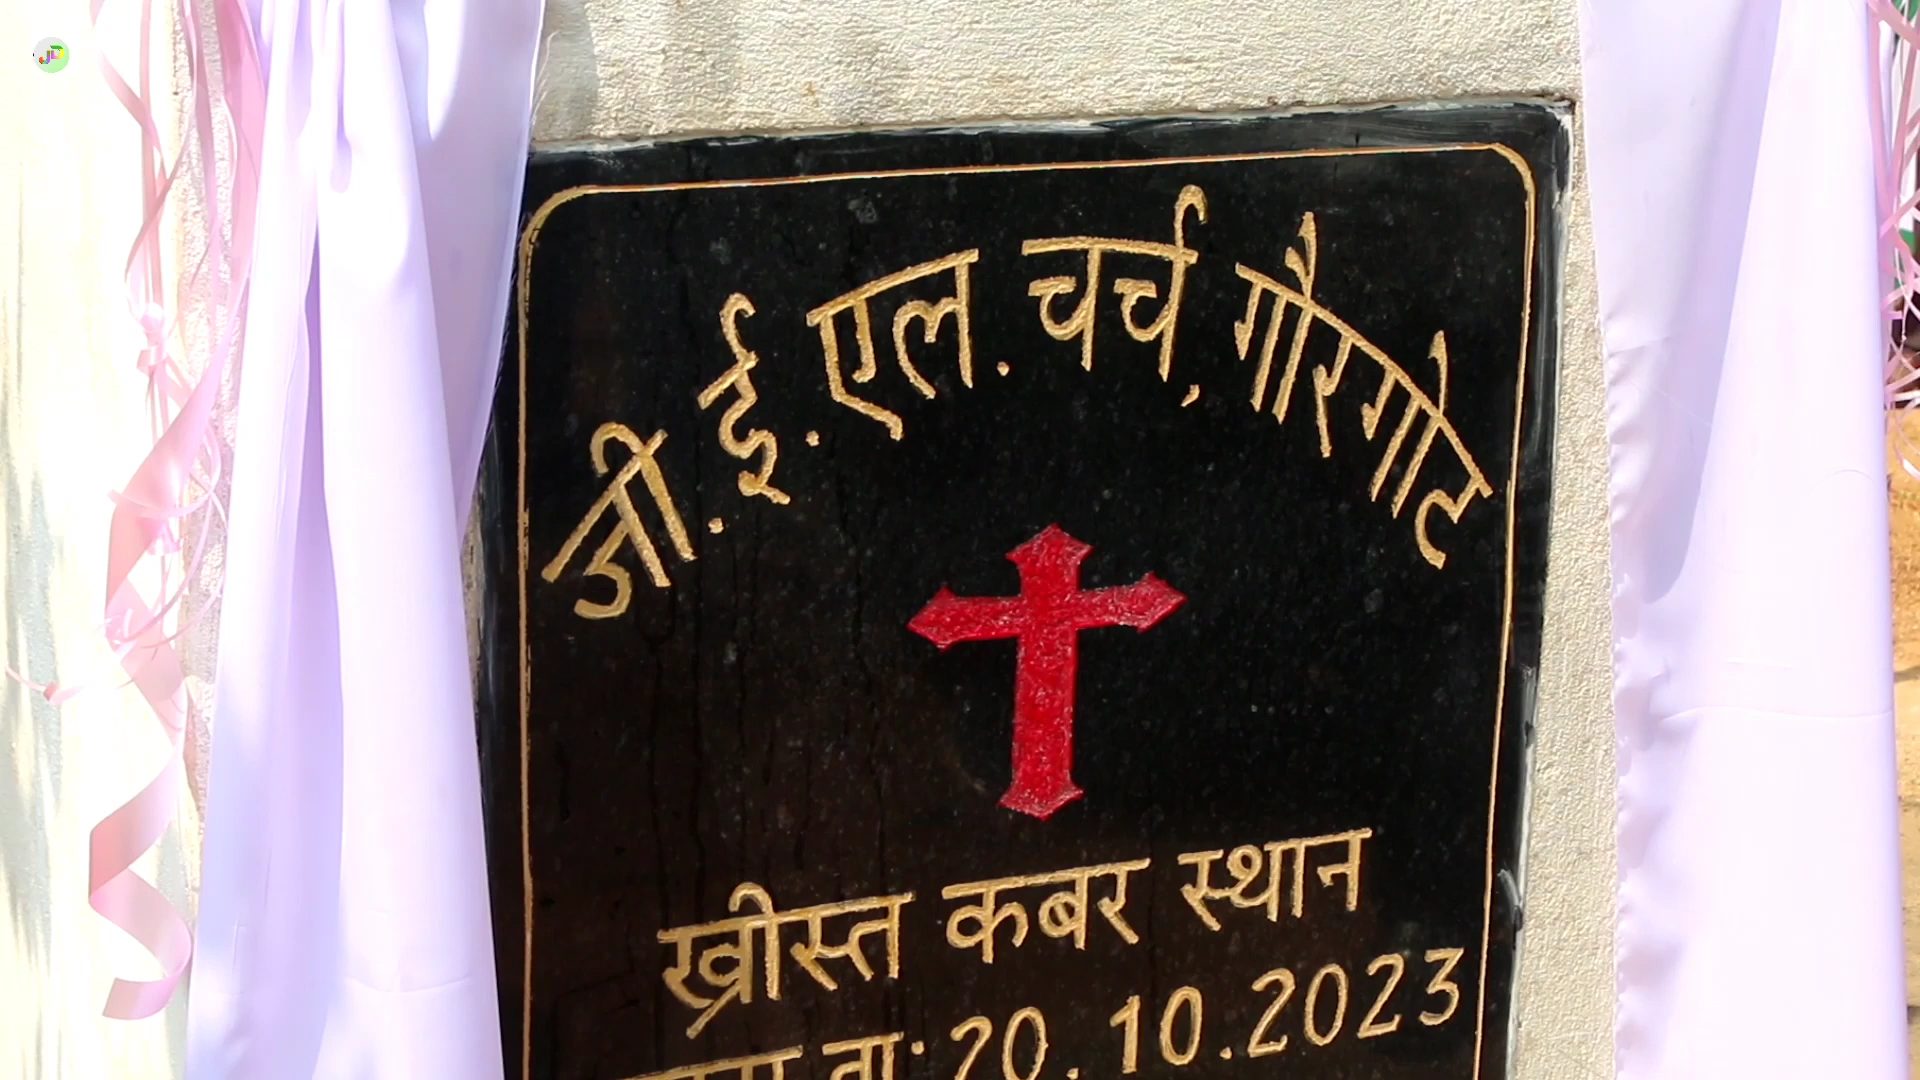 जी. ई. एल. चर्च, गौरगोट
ख्रीस्त कबर स्थान
ता. 20.10.2023